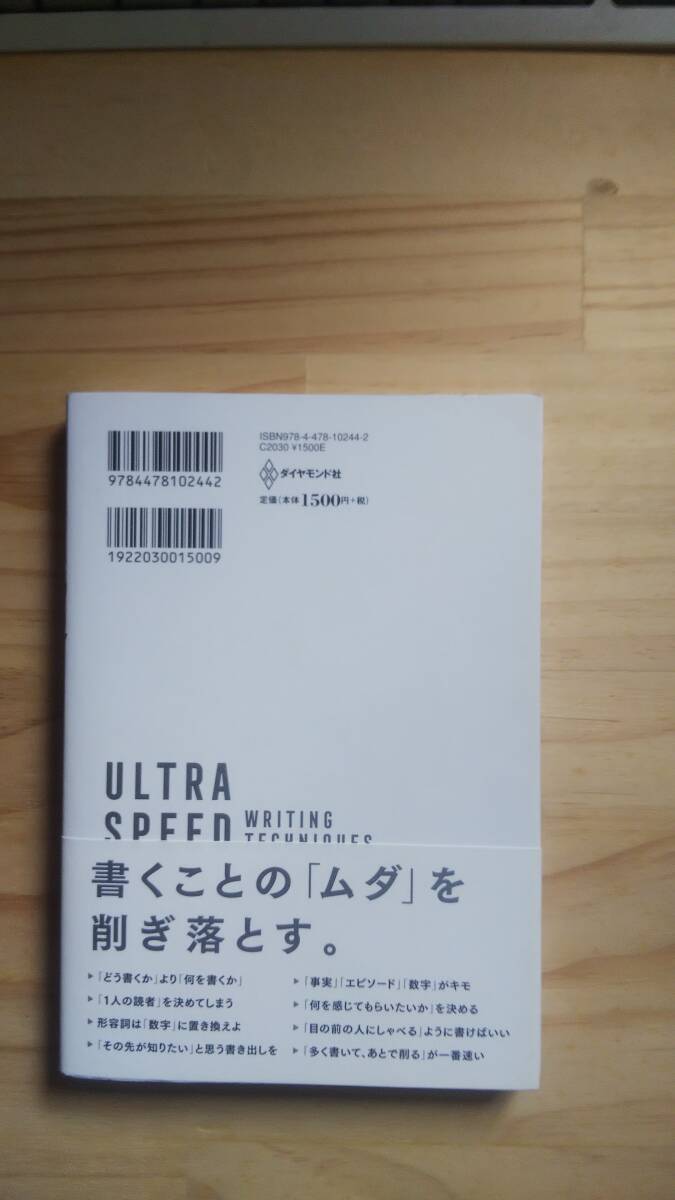 ISBN978-4-478-10244-2
C2030 ¥1500E
9784478102442
ダイヤモンド社
定価（本体1500円+税）
1922030015009
ULTRA
SPEED WRITING
TECHNIQUES
書くことの「ムダ」を
削ぎ落とす。
▶「どう書くか」より「何を書くか」
▶「1人の読者」を決めてしまう
▶形容詞は「数字」に置き換えよ
▶「その先が知りたい」と思う書き出しを
▶「事実」「エピソード」「数字」がキモ
▶「何を感じてもらいたいか」を決める
▶「目の前の人にしゃべる」ように書けばいい
▶「多く書いて、あとで削る」が一番速い